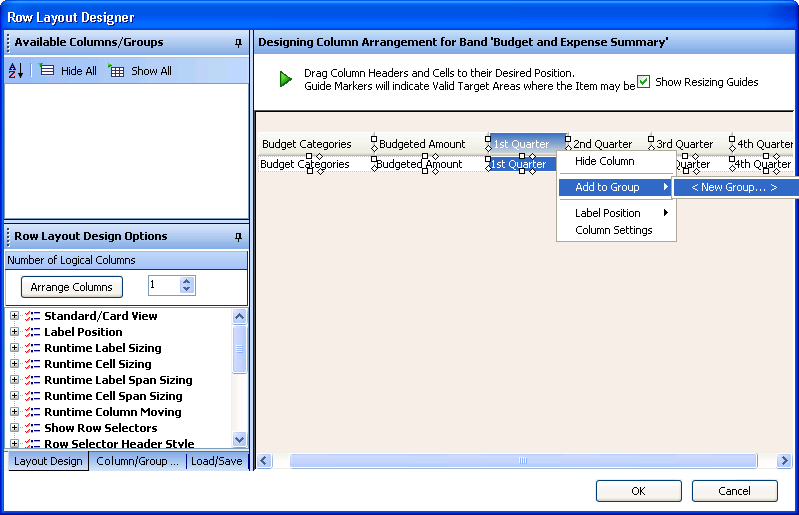 Row Layout Designer
Available Columns/Groups
A Z Hide All Show All
Designing Column Arrangement for Band 'Budget and Expense Summary'
Drag Column Headers and Cells to their Desired Position.
Guide Markers will indicate Valid Target Areas where the Item may be
Show Resizing Guides
Budget Categories Budgeted Amount 1st Quarter 2nd Quarter 3rd Quarter 4th Quarter
Budget Categories Budgeted Amount 1st Quarter 4th Quarter
Hide Column
Add to Group
< New Group... >
Label Position
Column Settings
Row Layout Design Options
Number of Logical Columns
Arrange Columns 1
Standard/Card View
Label Position
Runtime Label Sizing
Runtime Cell Sizing
Runtime Label Span Sizing
Runtime Cell Span Sizing
Runtime Column Moving
Show Row Selectors
Row Selector Header Style
Layout Design Column/Group ... Load/Save
OK Cancel